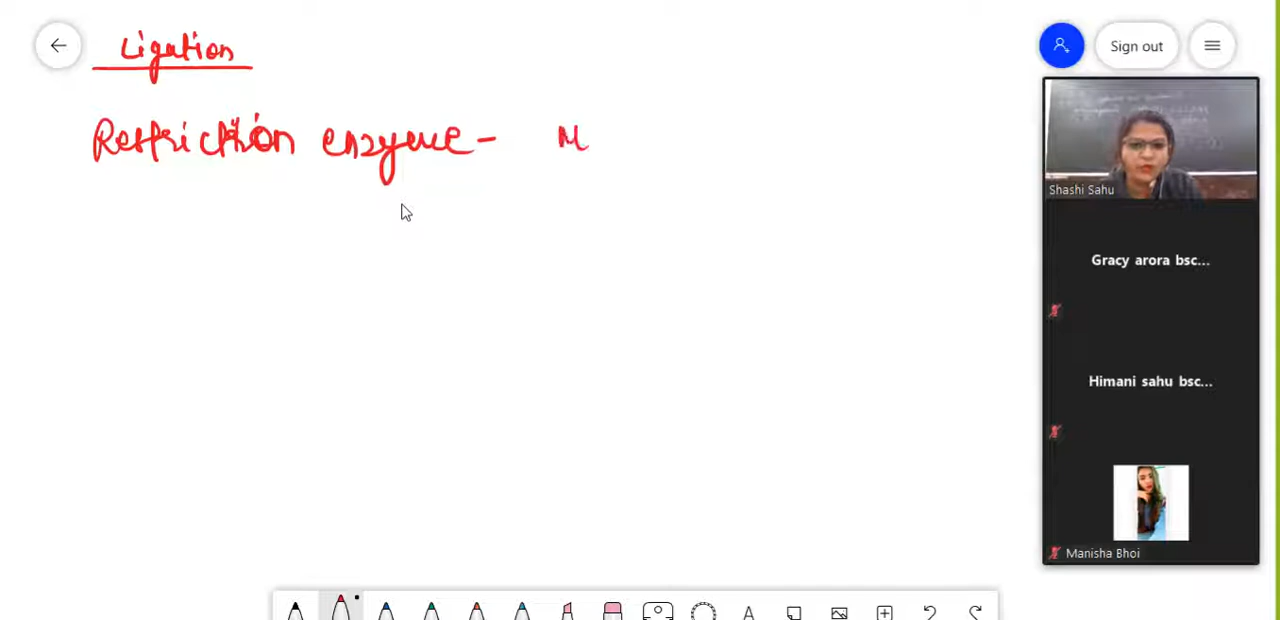 Ligation
Sign out
Restriction enzyme - M
Shashi Sahu
Gracy arora bsc...
Himani sahu bsc...
Manisha Bhoi
A